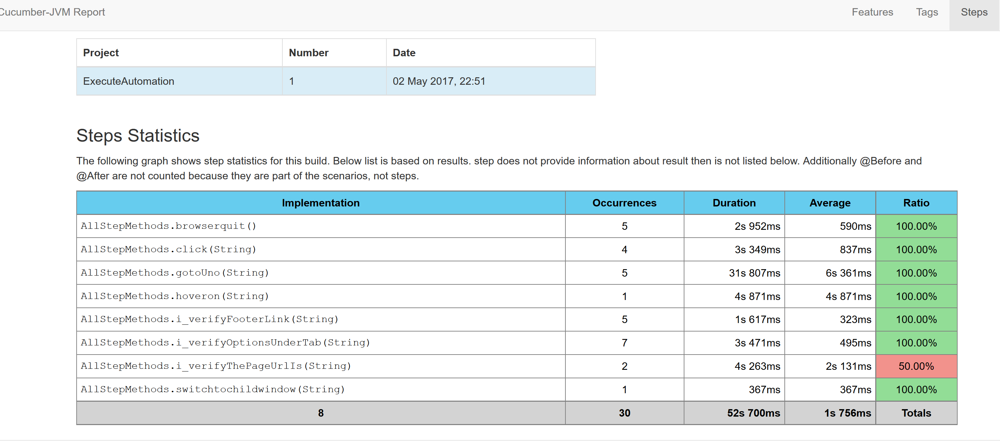 Cucumber-JVM Report Features Tags Steps
Project Number Date
ExecuteAutomation 1 02 May 2017, 22:51
Steps Statistics
The following graph shows step statistics for this build. Below list is based on results. step does not provide information about result then is not listed below. Additionally @Before and
@After are not counted because they are part of the scenarios, not steps.
Implementation Occurrences Duration Average Ratio
AllStepMethods.browserquit() 5 2s 952ms 590ms 100.00%
AllStepMethods.click(String) 4 3s 349ms 837ms 100.00%
AllStepMethods.gotoUno(String) 5 31s 807ms 6s 361ms 100.00%
AllStepMethods.hoveron(String) 1 4s 871ms 4s 871ms 100.00%
AllStepMethods.i_verifyFooterLink(String) 5 1s 617ms 323ms 100.00%
AllStepMethods.i_verifyOptionsUnderTab(String) 7 3s 471ms 495ms 100.00%
AllStepMethods.i_verifyThePageUrlIs(String) 2 4s 263ms 2s 131ms 50.00%
AllStepMethods.switchtochildwindow(String) 1 367ms 367ms 100.00%
8 30 52s 700ms 1s 756ms Totals